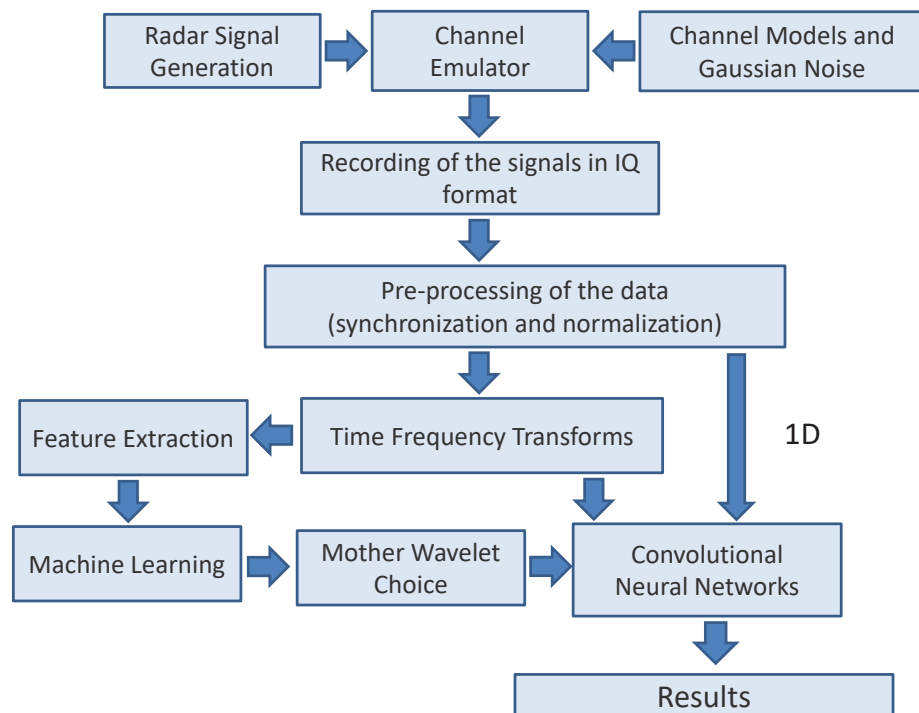 Radar Signal
Generation
Channel
Emulator
Channel Models and
Gaussian Noise
Recording of the signals in IQ
format
Pre-processing of the data
(synchronization and normalization)
Feature Extraction
Time Frequency Transforms
1D
Machine Learning
Mother Wavelet
Choice
Convolutional
Neural Networks
Results